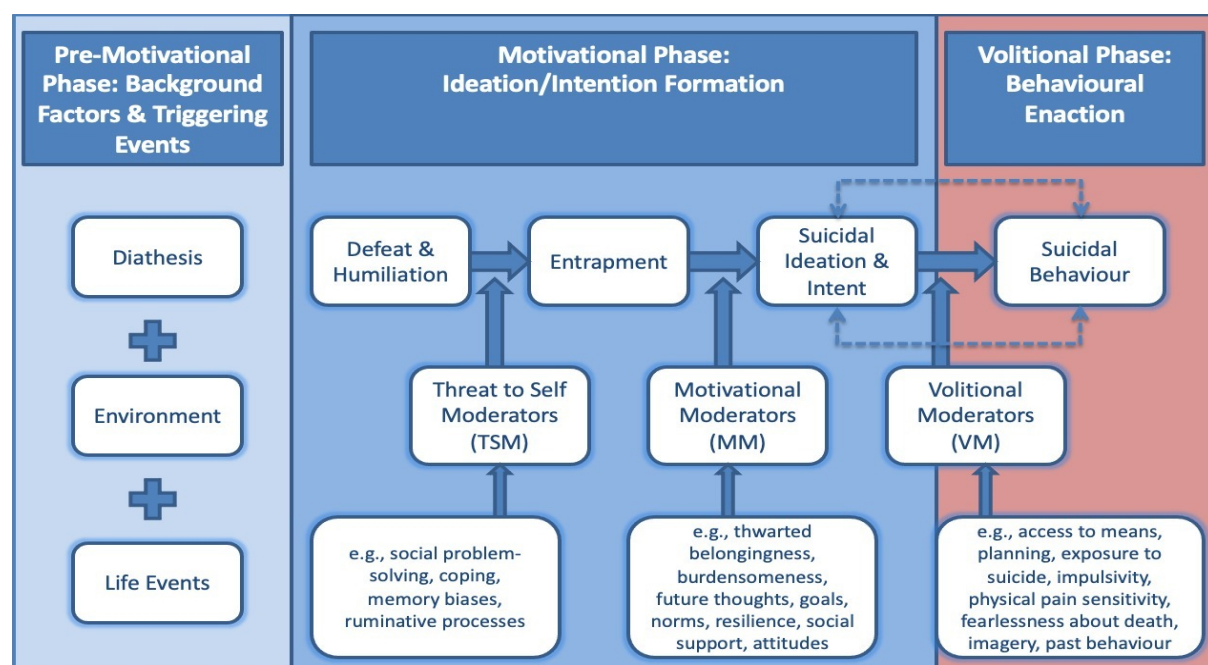 Pre-Motivational
Phase: Background
Factors & Triggering
Events
Motivational Phase:
Ideation/Intention Formation
Volitional Phase:
Behavioural
Enaction
Diathesis
Environment
Life Events
Defeat &
Humiliation
Entrapment
Suicidal
Ideation &
Intent
Suicidal
Behaviour
Threat to Self
Moderators
(TSM)
Motivational
Moderators
(MM)
Volitional
Moderators
(VM)
e.g., social problem-
solving, coping,
memory biases,
ruminative processes
e.g., thwarted
belongingness,
burdensomeness,
future thoughts, goals,
norms, resilience, social
support, attitudes
e.g., access to means,
planning, exposure to
suicide, impulsivity,
physical pain sensitivity,
fearlessness about death,
imagery, past behaviour